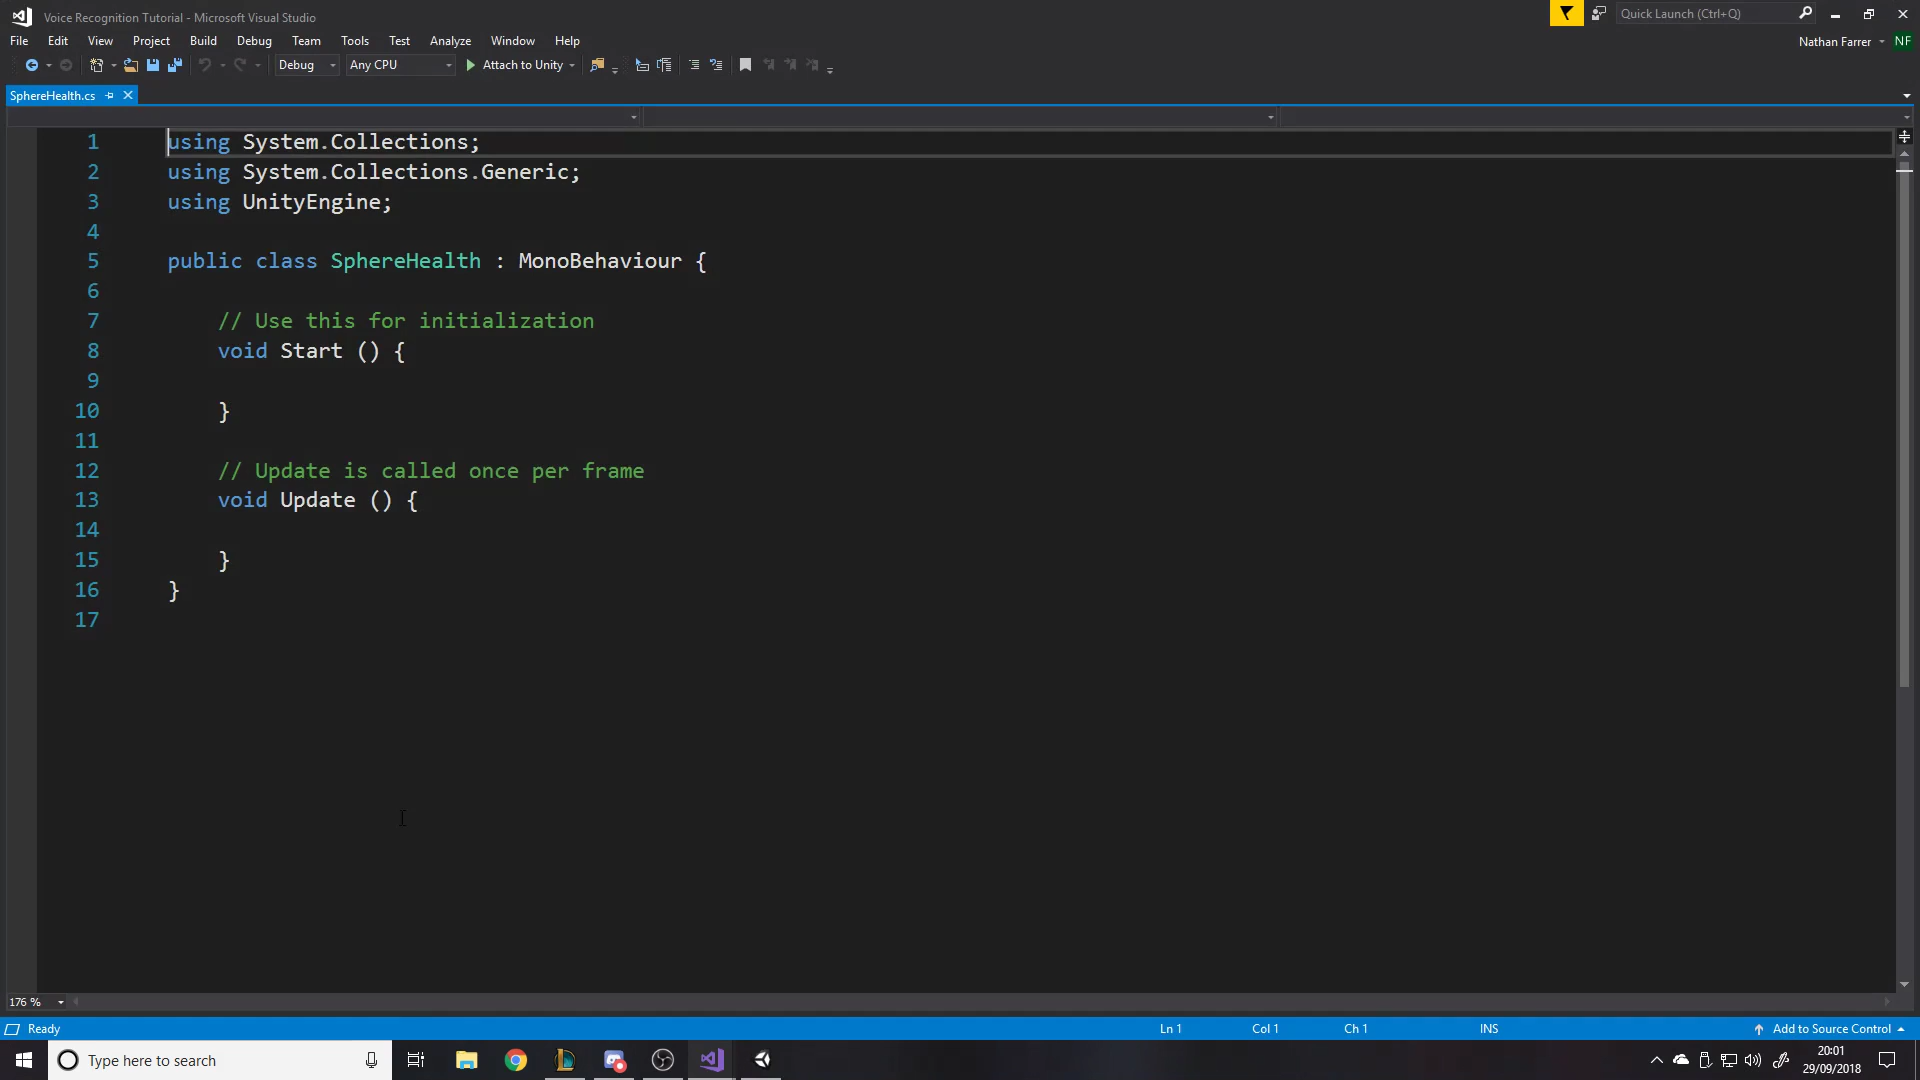 Voice Recognition Tutorial - Microsoft Visual Studio
Quick Launch (Ctrl+Q)
File Edit View Project Build Debug Team Tools Test Analyze Window Help
Nathan Farrer NF
Debug Any CPU Attach to Unity
SphereHealth.cs
1 using System.Collections;
2 using System.Collections.Generic;
3 using UnityEngine;
4
5 public class SphereHealth : MonoBehaviour {
6
7 // Use this for initialization
8 void Start () {
9
10 }
11
12 // Update is called once per frame
13 void Update () {
14
15 }
16 }
17
176 %
Ready Ln 1 Col 1 Ch 1 INS Add to Source Control
Type here to search
20:01
29/09/2018